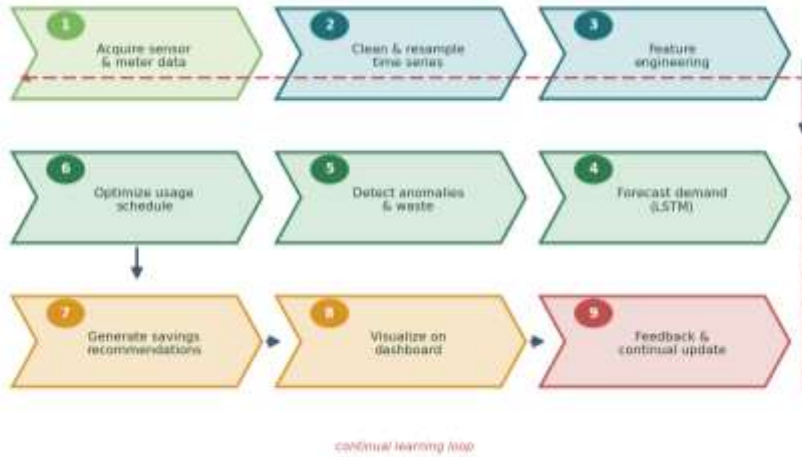 1
Acquire sensor
& meter data
2
Clean & resample
time series
3
Feature
engineering
6
Optimize usage
schedule
5
Detect anomalies
& waste
4
Forecast demand
(LSTM)
7
Generate savings
recommendations
8
Visualize on
dashboard
9
Feedback &
continual update
continual learning loop